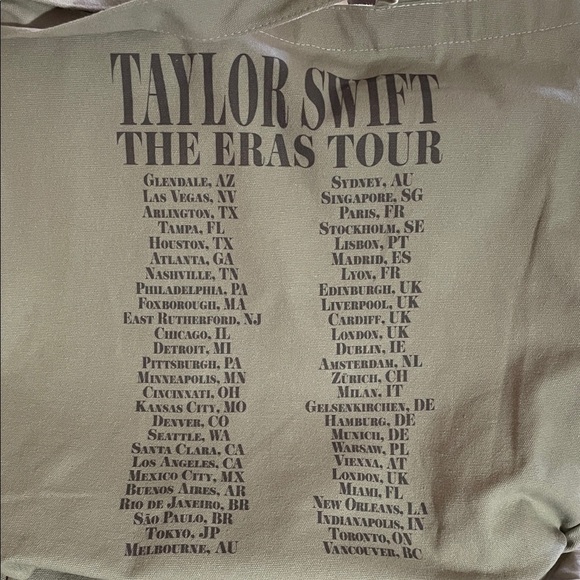 TAYLOR SWIFT
THE ERAS TOUR
GLENDALE, AZ
LAS VEGAS, NV
ARLINGTON, TX
TAMPA, FL
HOUSTON, TX
ATLANTA, GA
NASHVILLE, TN
PHILADELPHIA, PA
FOXBOROUGH, MA
EAST RUTHERFORD, NJ
CHICAGO, IL
DETROIT, MI
PITTSBURGH, PA
MINNEAPOLIS, MN
CINCINNATI, OH
KANSAS CITY, MO
DENVER, CO
SEATTLE, WA
SANTA CLARA, CA
LOS ANGELES, CA
MEXICO CITY, MX
BUENOS AIRES, AR
RIO DE JANEIRO, BR
SÃO PAULO, BR
TOKYO, JP
MELBOURNE, AU
SYDNEY, AU
SINGAPORE, SG
PARIS, FR
STOCKHOLM, SE
LISBON, PT
MADRID, ES
LYON, FR
EDINBURGH, UK
LIVERPOOL, UK
CARDIFF, UK
LONDON, UK
DUBLIN, IE
AMSTERDAM, NL
ZÜRICH, CH
MILAN, IT
GELSENKIRCHEN, DE
HAMBURG, DE
MUNICH, DE
WARSAW, PL
VIENNA, AT
LONDON, UK
MIAMI, FL
NEW ORLEANS, LA
INDIANAPOLIS, IN
TORONTO, ON
VANCOUVER, BC